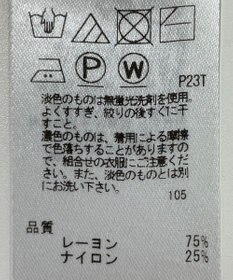 P23T
P
W
淡色のものは無蛍光洗剤を使用。
よくすすぎ、絞りの後すぐに干
すこと。
濃色のものは、着用による摩擦
で色落ちすることがありますの
で、組合せの衣服にご注意くだ
さい。また、淡色のものとは別
にお洗い下さい。
105
品質
レーヨン 75%
ナイロン 25%